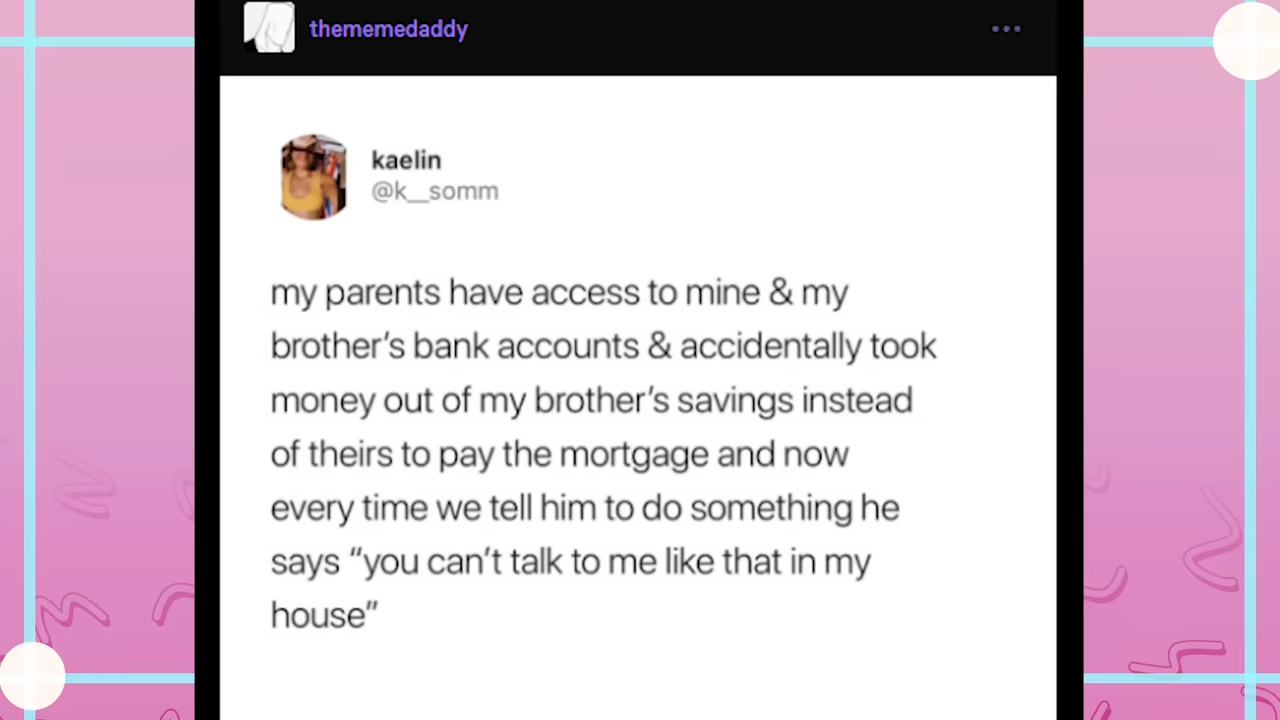 thememedaddy
kaelin
@k__somm
my parents have access to mine & my
brother’s bank accounts & accidentally took
money out of my brother’s savings instead
of theirs to pay the mortgage and now
every time we tell him to do something he
says “you can’t talk to me like that in my
house”